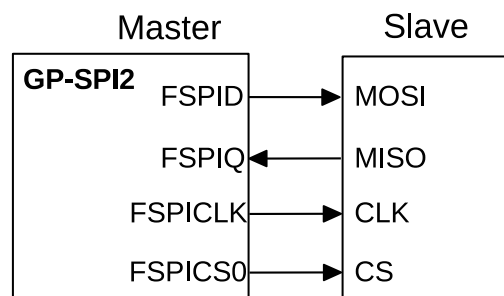 Master Slave
GP-SPI2
FSPID MOSI
FSPIQ MISO
FSPICLK CLK
FSPICS0 CS